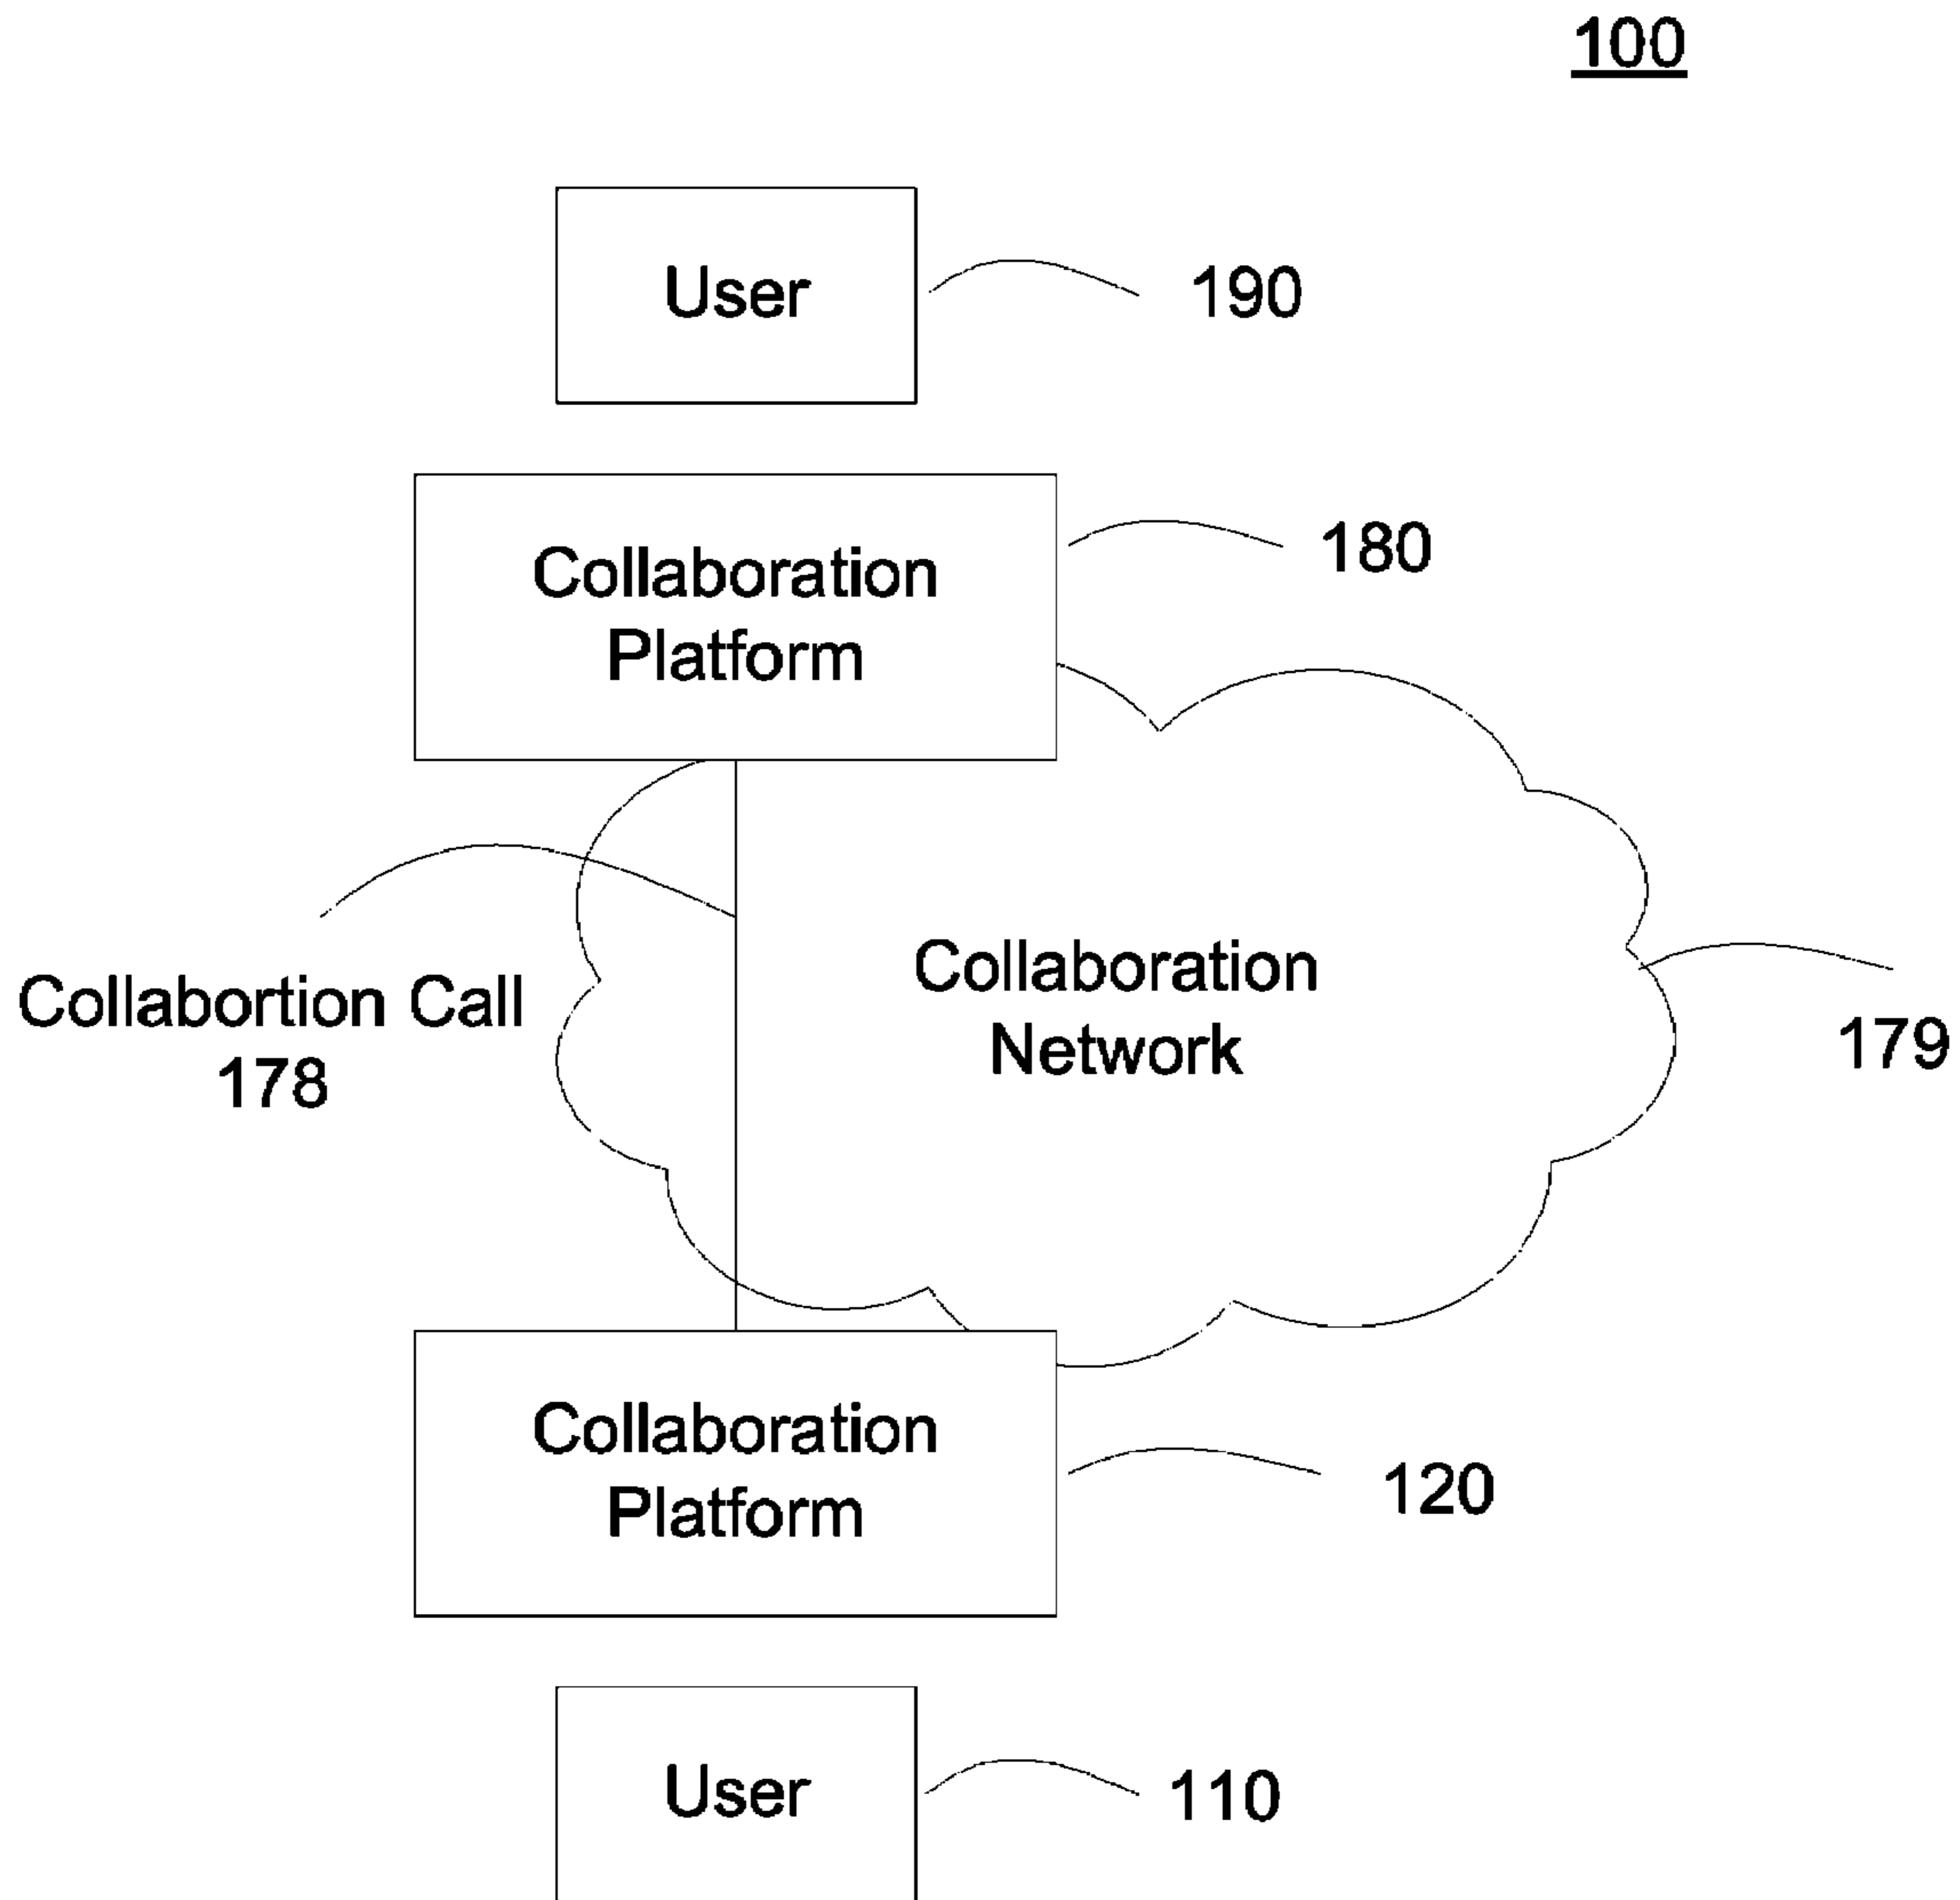 100
User
190
Collaboration
Platform
180
Collabortion Call
178
Collaboration
Network
179
Collaboration
Platform
120
User
110